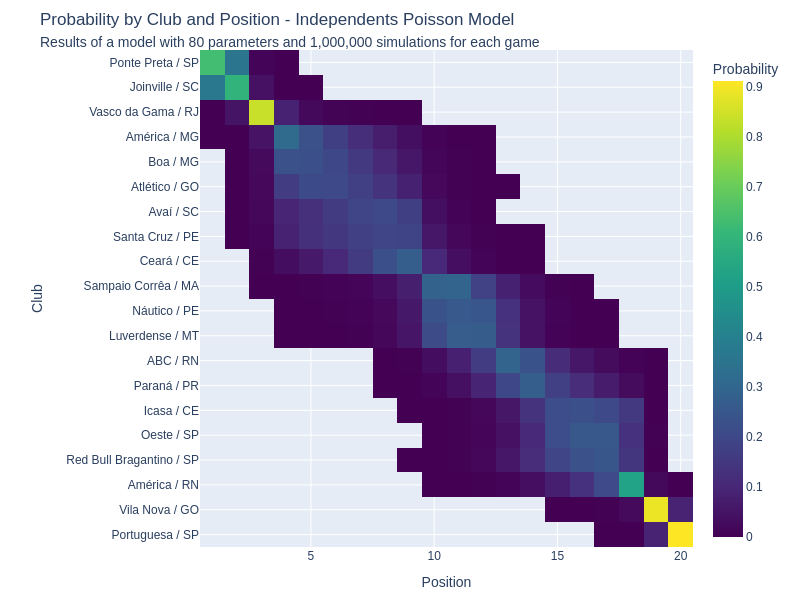 Probability by Club and Position - Independents Poisson Model
Results of a model with 80 parameters and 1,000,000 simulations for each game
Probability
Ponte Preta / SP
Joinville / SC
Vasco da Gama / RJ
América / MG
Boa / MG
Atlético / GO
Avaí / SC
Santa Cruz / PE
Ceará / CE
Sampaio Corrêa / MA
Náutico / PE
Luverdense / MT
ABC / RN
Paraná / PR
Icasa / CE
Oeste / SP
Red Bull Bragantino / SP
América / RN
Vila Nova / GO
Portuguesa / SP
Club
5
10
15
20
Position
0.9
0.8
0.7
0.6
0.5
0.4
0.3
0.2
0.1
0